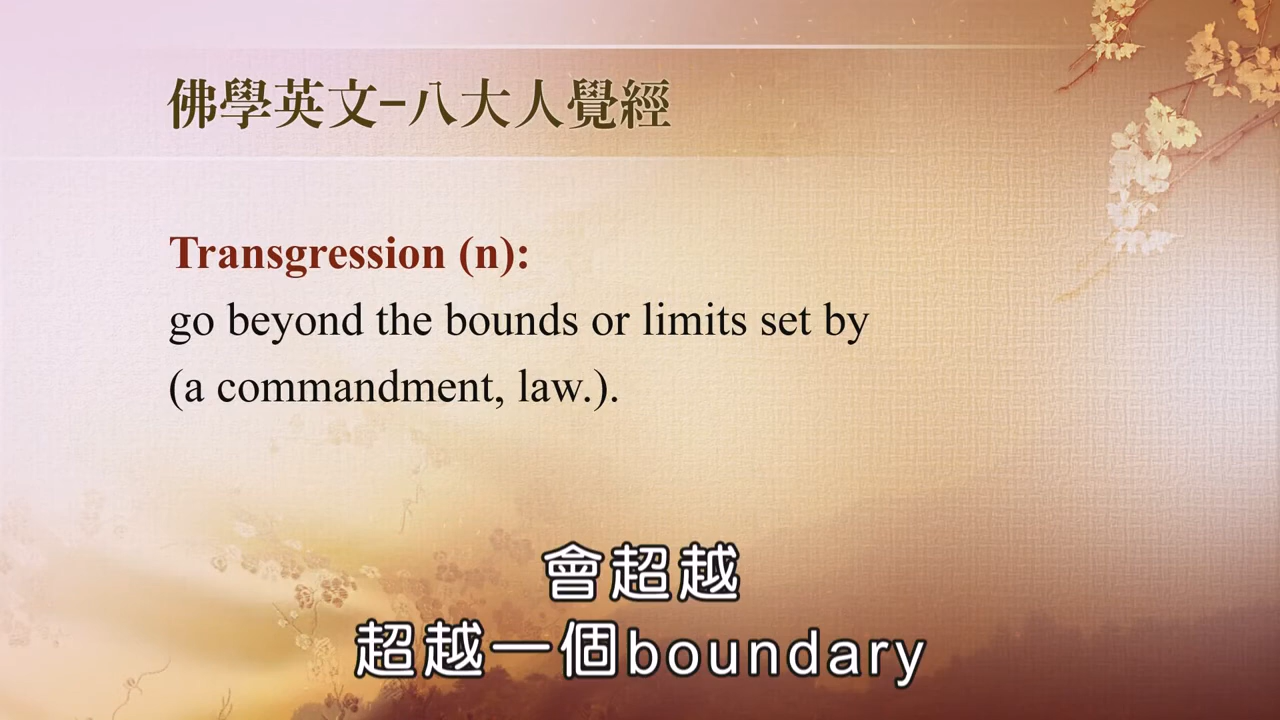 佛學英文-八大人覺經
Transgression (n):
go beyond the bounds or limits set by
(a commandment, law.).
會超越
超越一個boundary